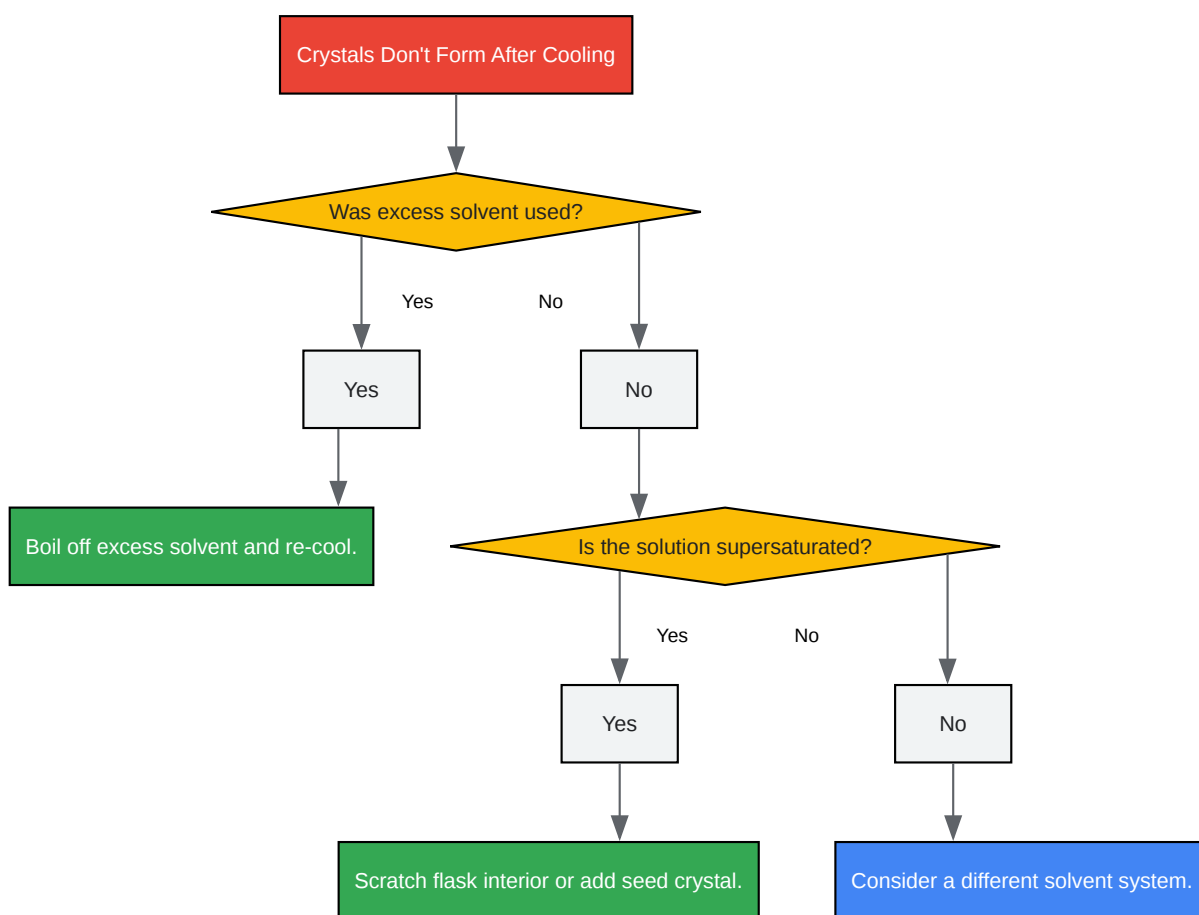 Crystals Don't Form After Cooling
Was excess solvent used?
Yes
No
Yes
No
Boil off excess solvent and re-cool.
Is the solution supersaturated?
Yes
No
Yes
No
Scratch flask interior or add seed crystal.
Consider a different solvent system.